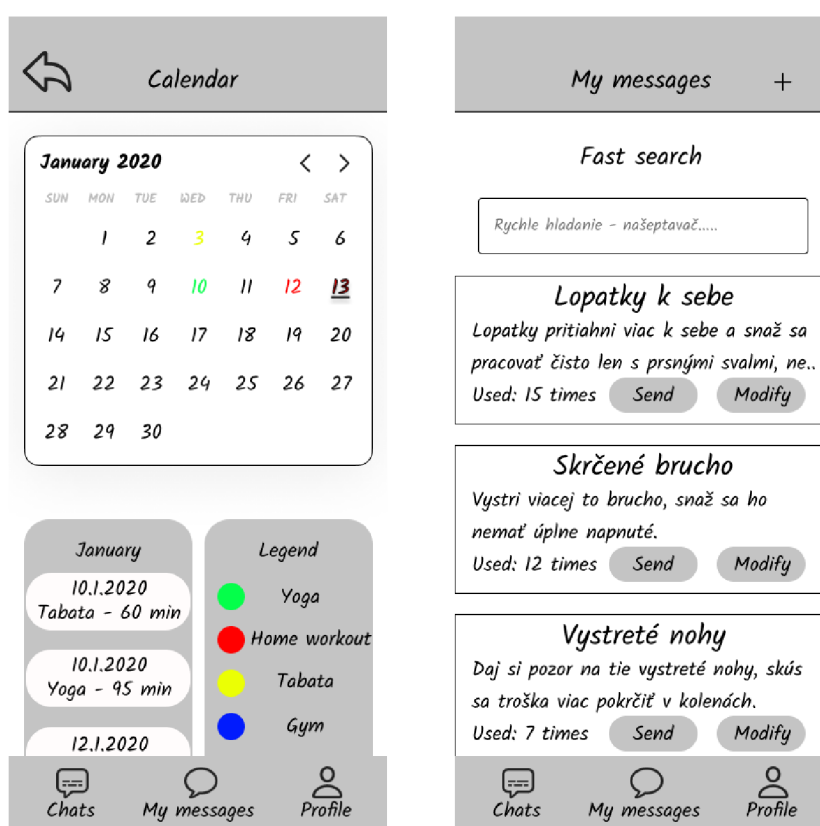 Calendar
January 2020
SUN MON TUE WED THU FRI SAT
1 2 3 4 5 6
7 8 9 10 11 12 13
14 15 16 17 18 19 20
21 22 23 24 25 26 27
28 29 30
January
10.1.2020
Tabata - 60 min
10.1.2020
Yoga - 95 min
12.1.2020
Legend
Yoga
Home workout
Tabata
Gym
Chats My messages Profile
My messages +
Fast search
Rychle hladanie - našeptavač.....
Lopatky k sebe
Lopatky pritiahni viac k sebe a snaž sa
pracovať čisto len s prsnými svalmi, ne..
Used: 15 times Send Modify
Skrčené brucho
Vystri viacej to brucho, snaž sa ho
nemať úplne napnuté.
Used: 12 times Send Modify
Vystreté nohy
Daj si pozor na tie vystreté nohy, skús
sa troška viac pokrčiť v kolenách.
Used: 7 times Send Modify
Chats My messages Profile